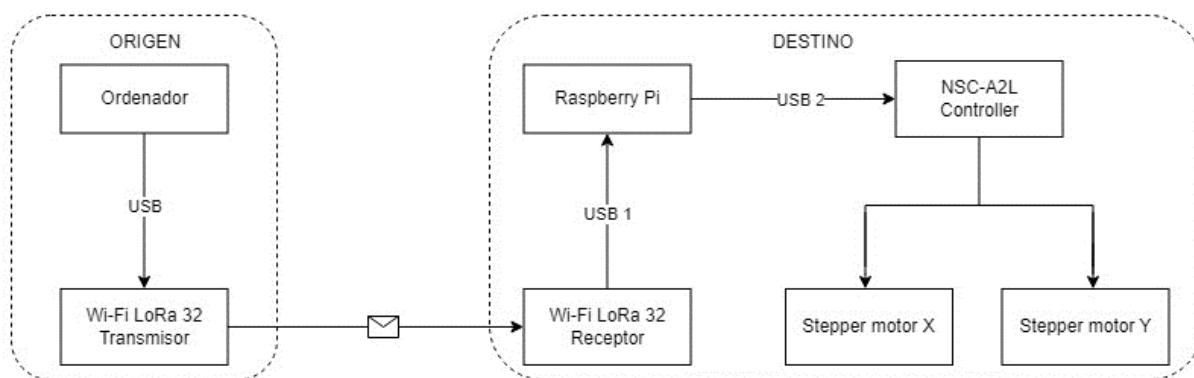 ORIGEN
Ordenador
USB
Wi-Fi LoRa 32
Transmisor
DESTINO
Raspberry Pi
USB 2
NSC-A2L
Controller
USB 1
Wi-Fi LoRa 32
Receptor
Stepper motor X
Stepper motor Y